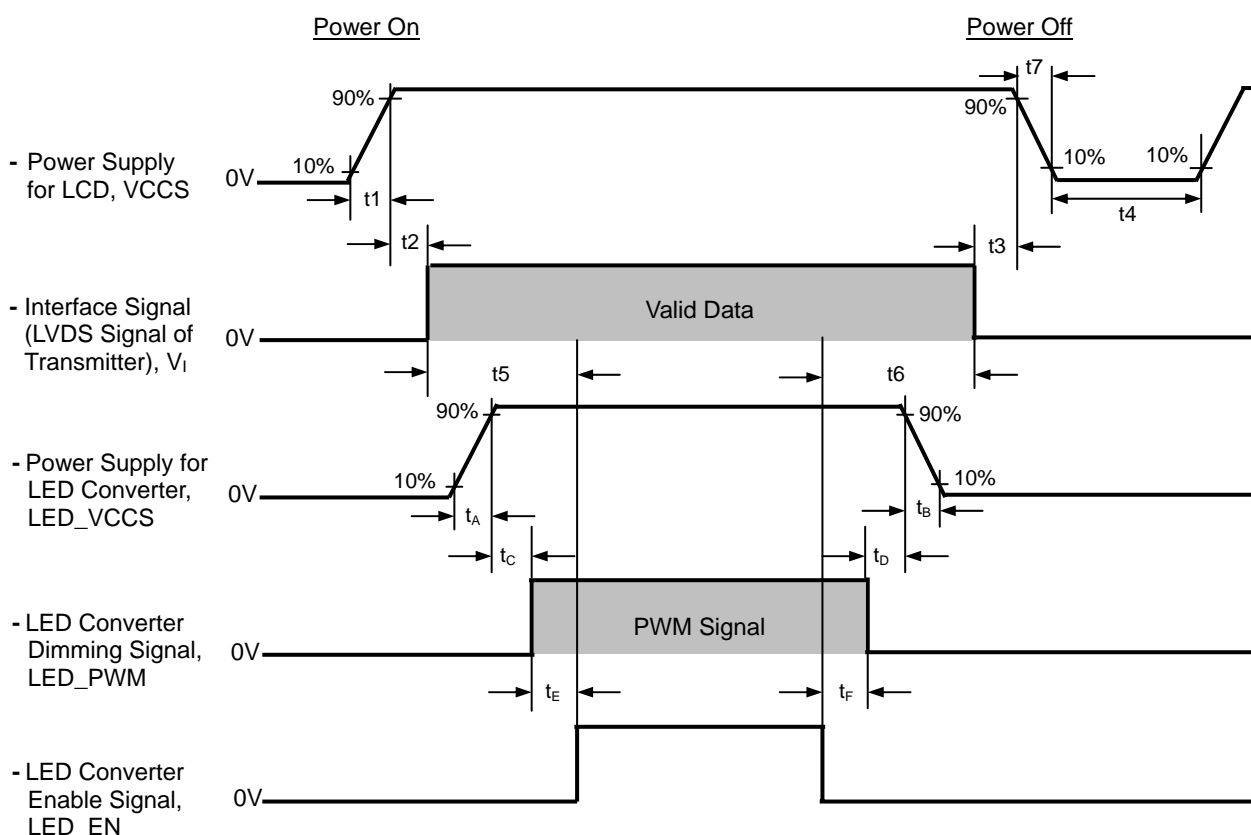 Power On
Power Off
t7
90%
90%
- Power Supply
for LCD, VCCS
10%
10%
10%
0V
t1
t4
t2
t3
- Interface Signal
(LVDS Signal of
Transmitter), VI
Valid Data
0V
t5
t6
90%
90%
- Power Supply for
LED Converter,
LED_VCCS
10%
10%
0V
tA
tB
tC
tD
- LED Converter
Dimming Signal,
LED_PWM
PWM Signal
0V
tE
tF
- LED Converter
Enable Signal,
LED_EN
0V